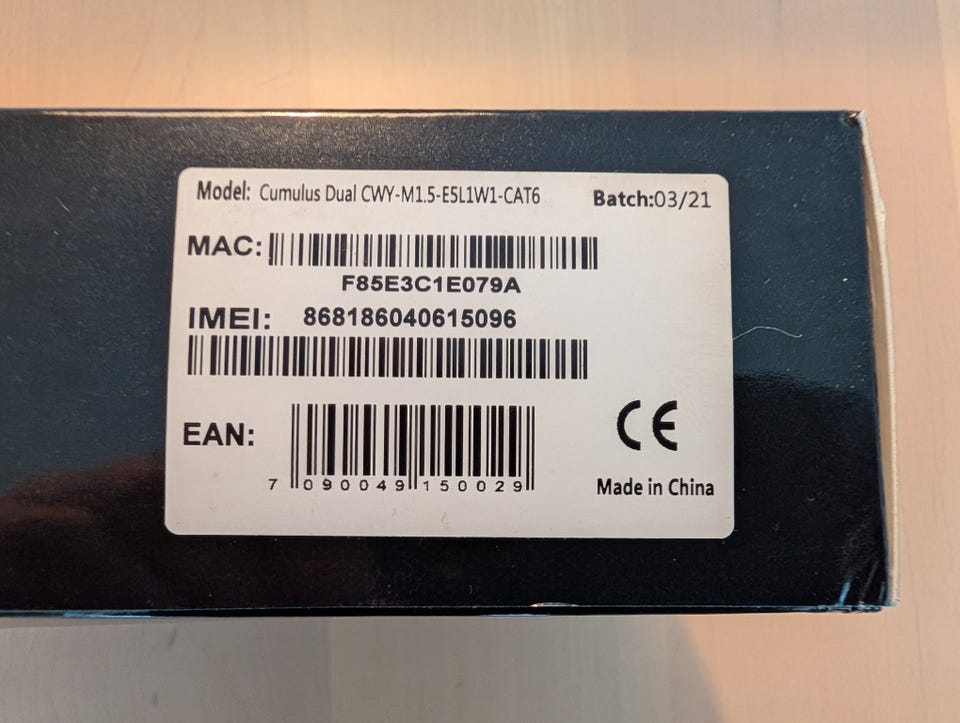 Model: Cumulus Dual CWY-M1.5-E5L1W1-CAT6 Batch:03/21
MAC:
F85E3C1E079A
IMEI: 868186040615096
EAN:
7 090049 150029
CE
Made in China